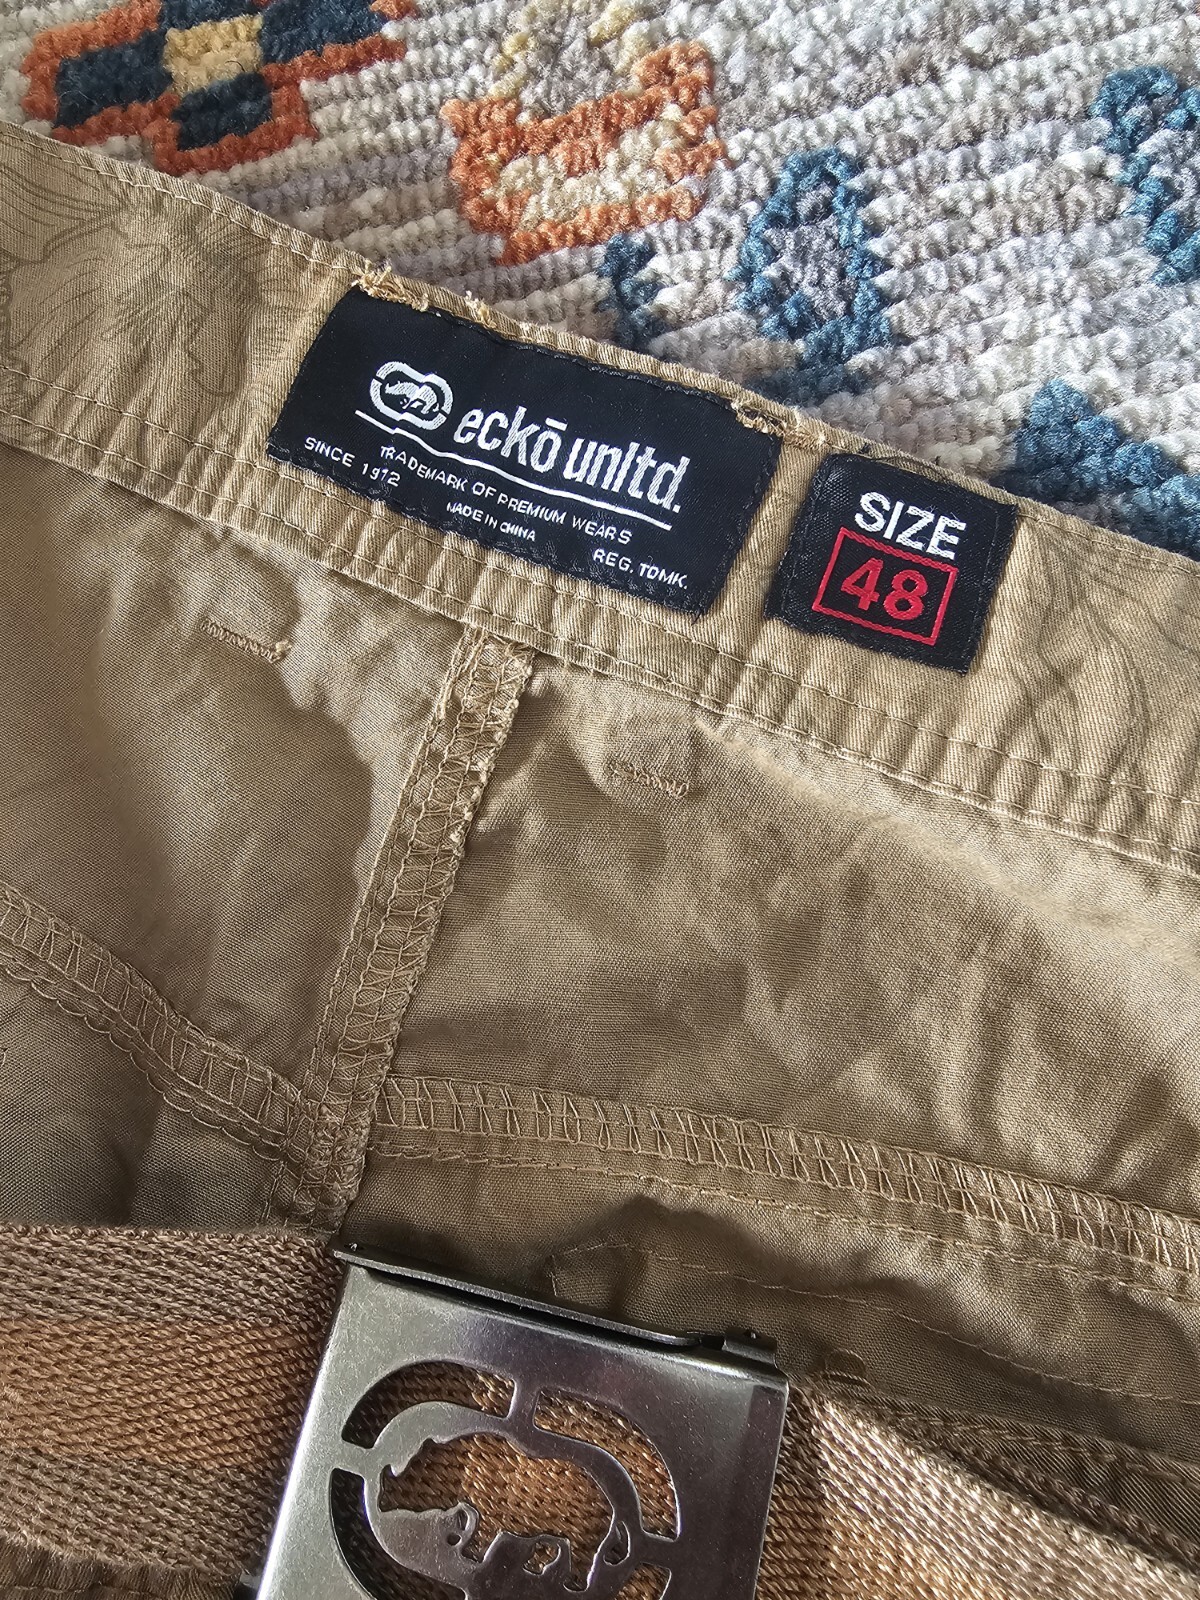 eckō unltd.
SINCE 1972
TRADEMARK OF PREMIUM WEARS
MADE IN CHINA
REG. TDMK.
SIZE
48